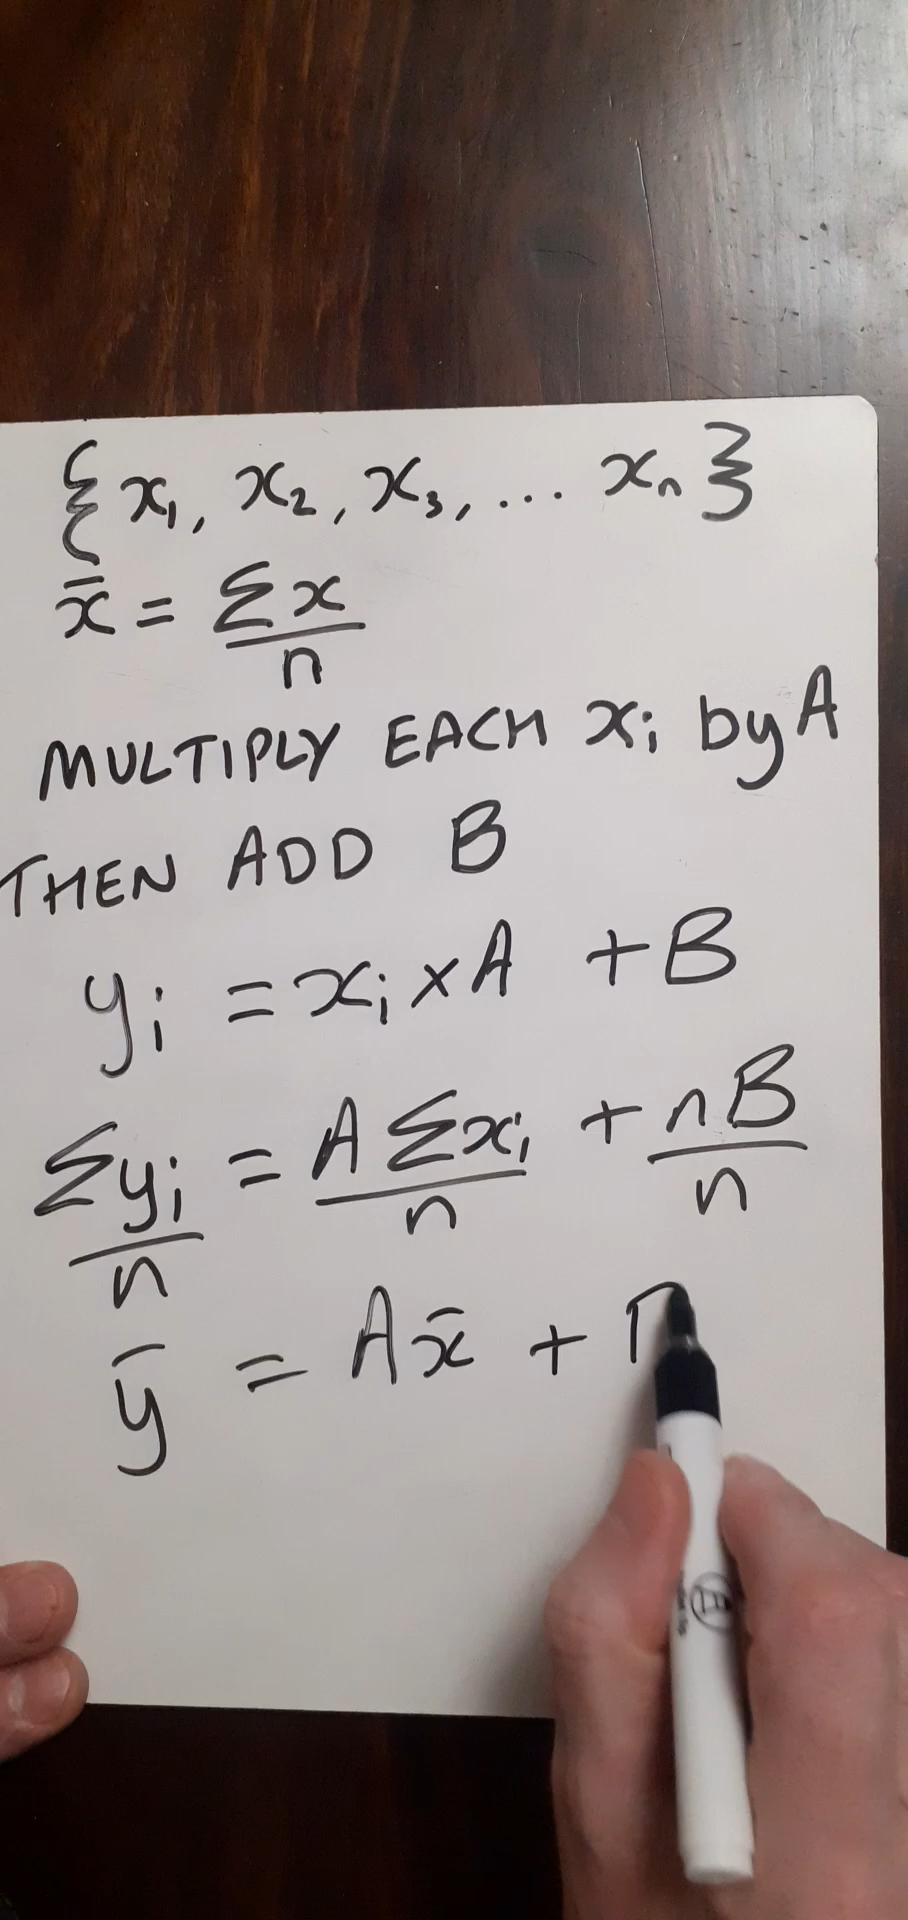 {x₁, x₂, x₃, ... xₙ}
x̄ = Σx/n
MULTIPLY EACH xᵢ by A
THEN ADD B
yᵢ = xᵢ × A + B
Σyᵢ/n = AΣxᵢ/n + nB/n
ȳ = Ax̄ +